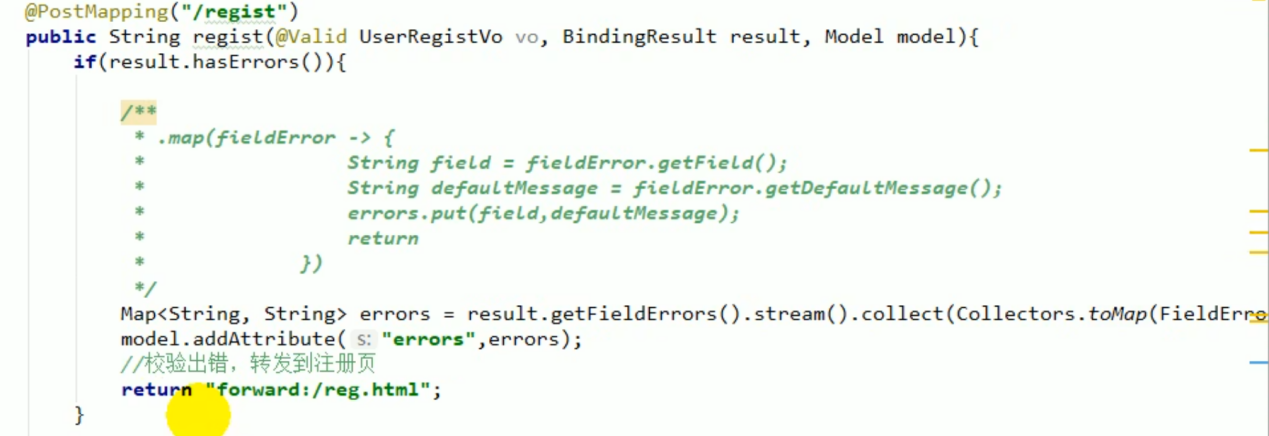 @PostMapping("/regist")
public String regist(@Valid UserRegistVo vo, BindingResult result, Model model){
if(result.hasErrors()){
/**
* .map(fieldError -> {
* String field = fieldError.getField();
* String defaultMessage = fieldError.getDefaultMessage();
* errors.put(field,defaultMessage);
* return
* })
*/
Map<String, String> errors = result.getFieldErrors().stream().collect(Collectors.toMap(FieldErro
model.addAttribute( s: "errors",errors);
//校验出错，转发到注册页
return "forward:/reg.html";
}